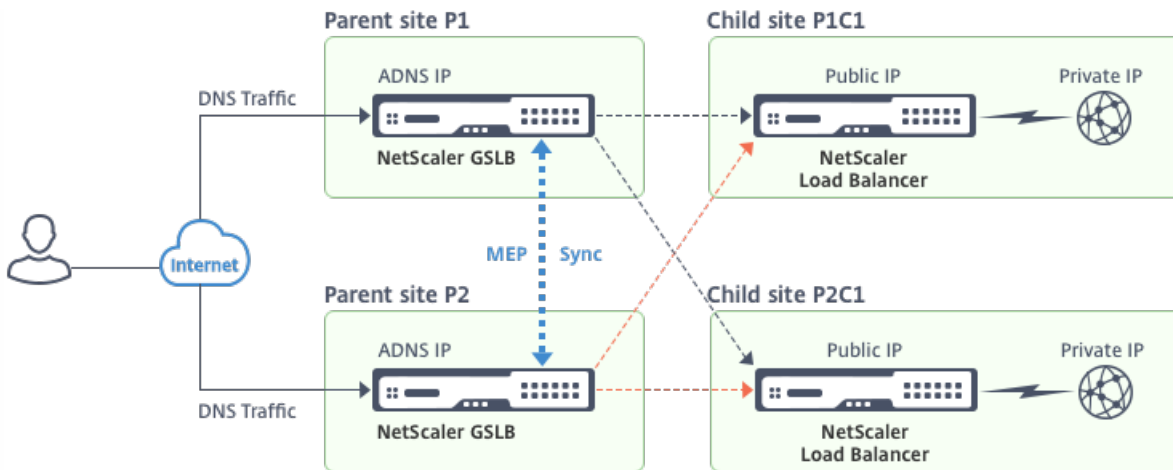 Parent site P1
Child site P1C1
ADNS IP
Public IP
Private IP
DNS Traffic
NetScaler GSLB
NetScaler
Load Balancer
Internet
MEP Sync
Parent site P2
Child site P2C1
ADNS IP
Public IP
Private IP
DNS Traffic
NetScaler GSLB
NetScaler
Load Balancer